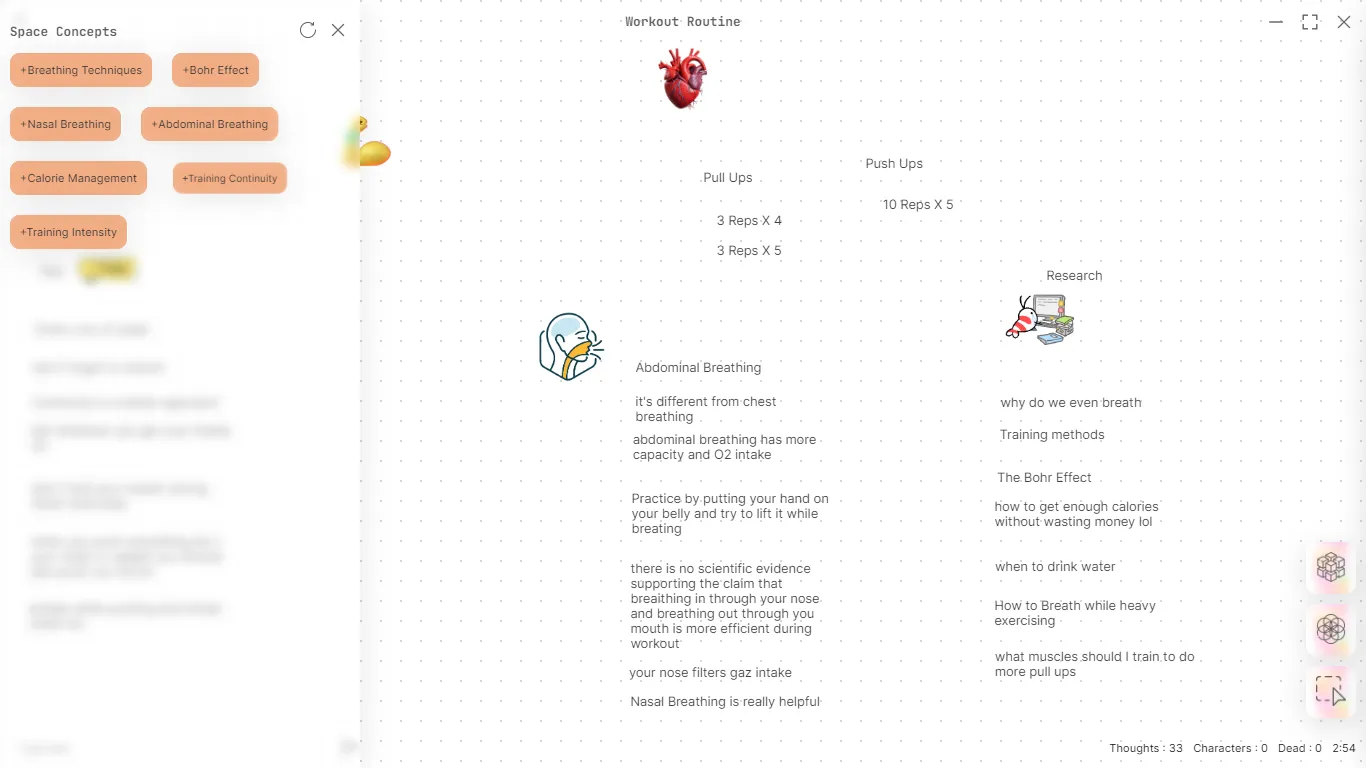 Space Concepts
+Breathing Techniques
+Bohr Effect
+Nasal Breathing
+Abdominal Breathing
+Calorie Management
+Training Continuity
+Training Intensity
Workout Routine
Pull Ups
3 Reps X 4
3 Reps X 5
Push Ups
10 Reps X 5
Abdominal Breathing
it's different from chest
breathing
abdominal breathing has more
capacity and O2 intake
Practice by putting your hand on
your belly and try to lift it while
breating
there is no scientific evidence
supporting the claim that
breaithing in through your nose
and breathing out through you
mouth is more efficient during
workout
your nose filters gaz intake
Nasal Breathing is really helpful
Research
why do we even breath
Training methods
The Bohr Effect
how to get enough calories
without wasting money lol
when to drink water
How to Breath while heavy
exercising
what muscles should I train to do
more pull ups
Thoughts : 33 Characters : 0 Dead : 0 2:54